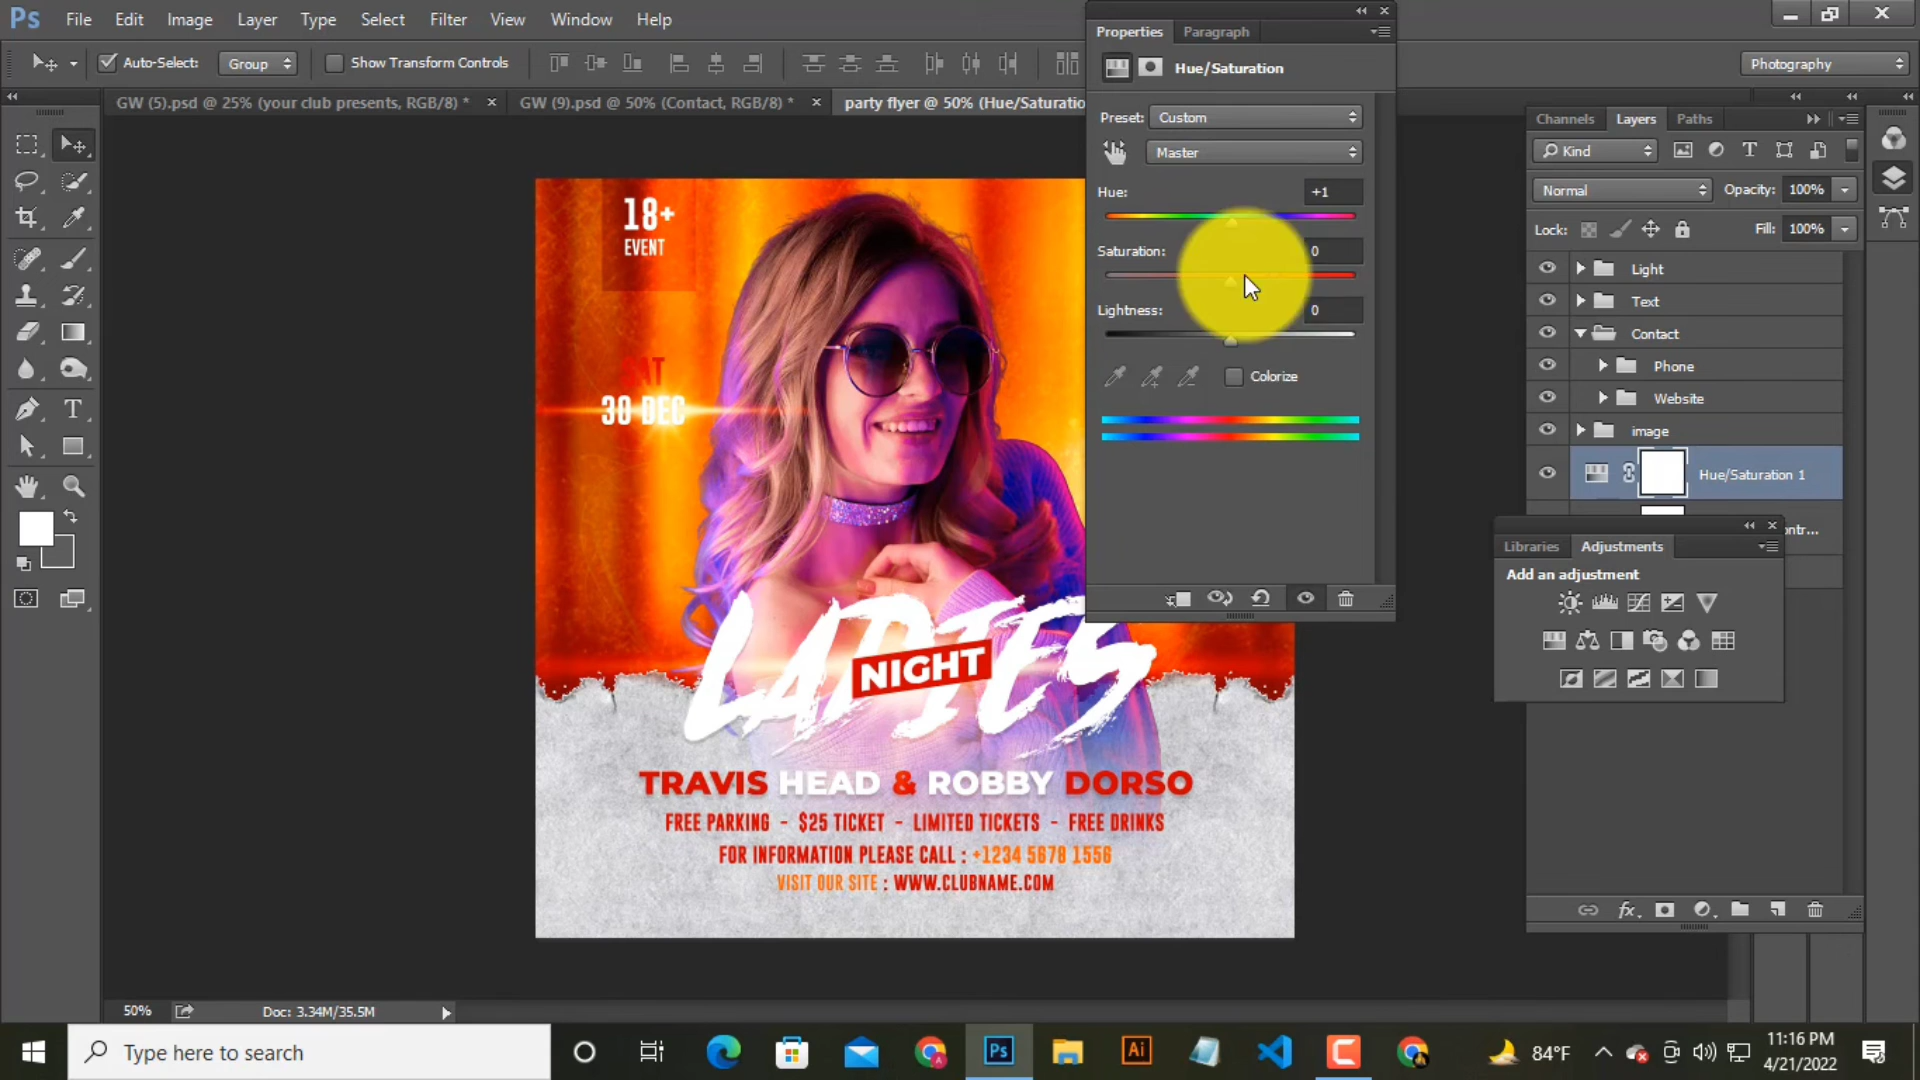 Ps File Edit Image Layer Type Select Filter View Window Help
Auto-Select: Group Show Transform Controls
Photography
GW (5).psd @ 25% (your club presents, RGB/8) * GW (9).psd @ 50% (Contact, RGB/8) * party flyer @ 50% (Hue/Saturatio
Properties Paragraph
Hue/Saturation
Preset: Custom
Master
Hue: +1
Saturation: 0
Lightness: 0
Colorize
Channels Layers Paths
Kind
Normal Opacity: 100%
Lock: Fill: 100%
Light
Text
Contact
Phone
Website
image
Hue/Saturation 1
ontr...
Libraries Adjustments
Add an adjustment
18+
EVENT
SAT
30 DEC
LADIES
NIGHT
TRAVIS HEAD & ROBBY DORSO
FREE PARKING - $25 TICKET - LIMITED TICKETS - FREE DRINKS
FOR INFORMATION PLEASE CALL : +1234 5678 1556
VISIT OUR SITE : WWW.CLUBNAME.COM
50% Doc: 3.34M/35.5M
Type here to search
Ps
Ai
84°F
11:16 PM
4/21/2022